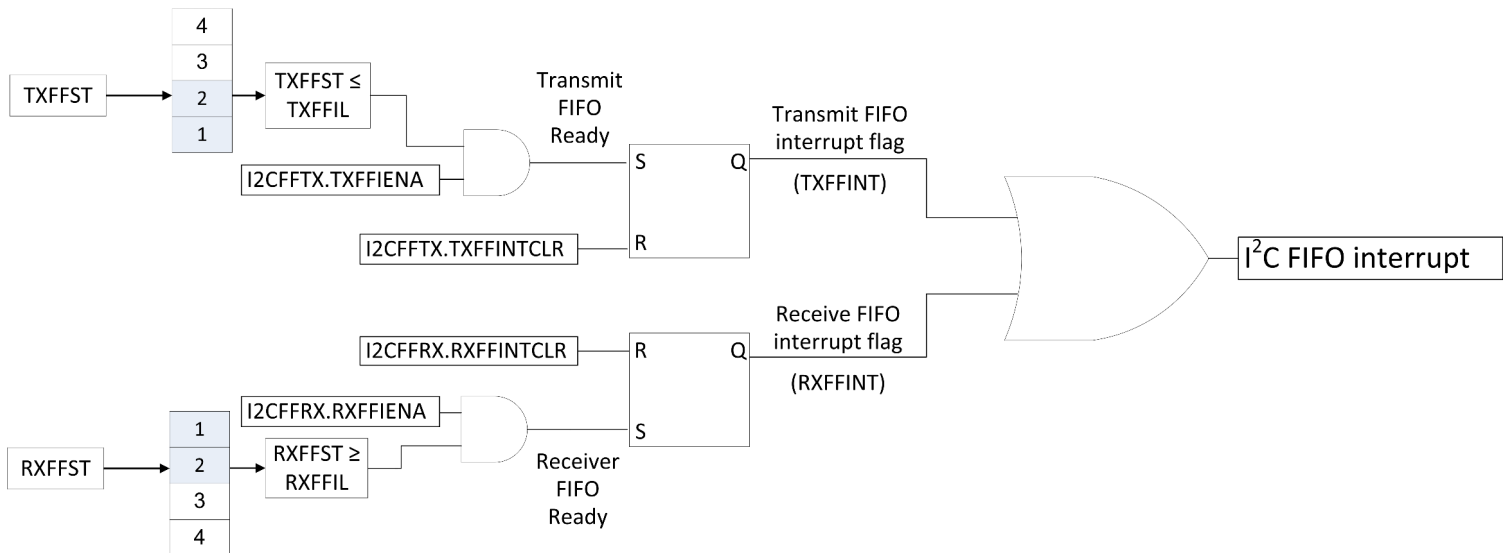 4
3
2
1
TXFFST
TXFFST ≤
TXFFIL
I2CFFTX.TXFFIENA
Transmit
FIFO
Ready
S
Q
R
I2CFFTX.TXFFINTCLR
Transmit FIFO
interrupt flag
(TXFFINT)
I²C FIFO interrupt
Receive FIFO
interrupt flag
(RXFFINT)
I2CFFRX.RXFFINTCLR
R
Q
S
I2CFFRX.RXFFIENA
RXFFST ≥
RXFFIL
Receiver
FIFO
Ready
RXFFST
1
2
3
4